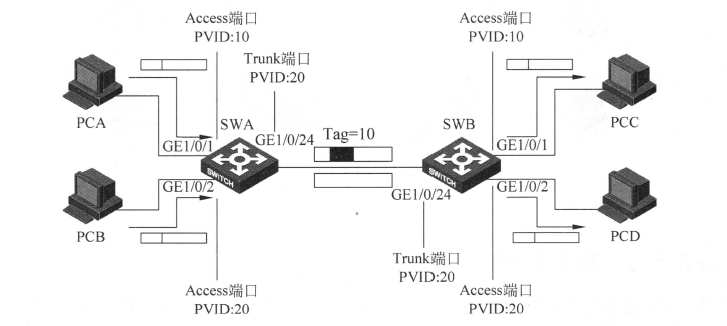 Access端口
PVID:10
Access端口
PVID:10
Trunk端口
PVID:20
PCA
SWA
Tag=10
SWB
PCC
GE1/0/1
GE1/0/24
GE1/0/1
SWITCH
SWITCH
GE1/0/2
GE1/0/24
GE1/0/2
PCB
PCD
Trunk端口
PVID:20
Access端口
PVID:20
Access端口
PVID:20